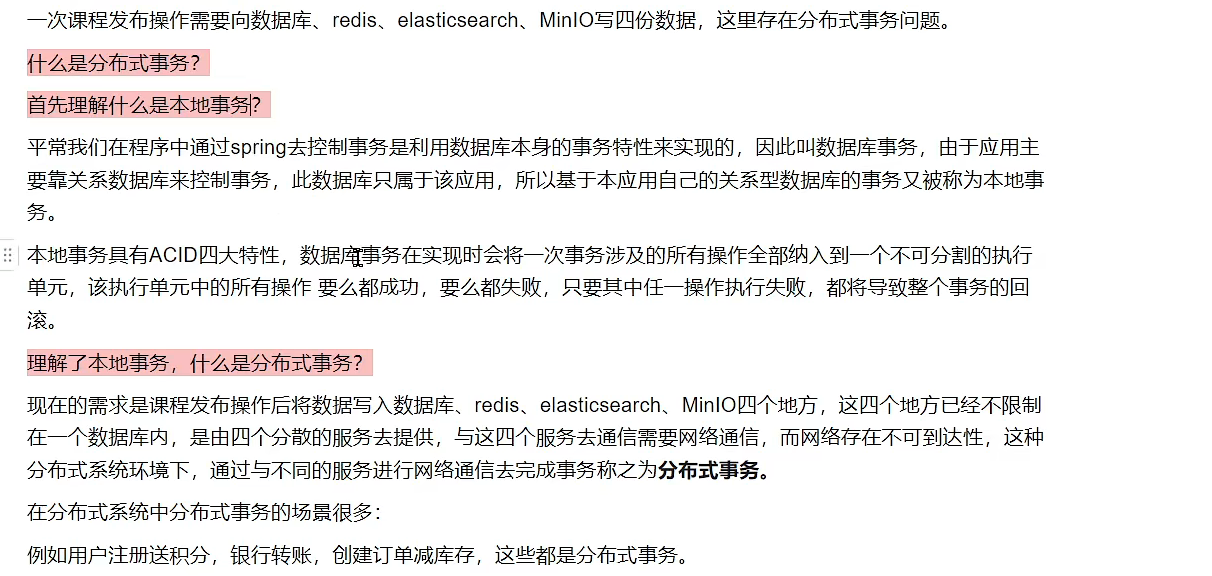 一次课程发布操作需要向数据库、redis、elasticsearch、MinIO写四份数据，这里存在分布式事务问题。
什么是分布式事务？
首先理解什么是本地事务？
平常我们在程序中通过spring去控制事务是利用数据库本身的事务特性来实现的，因此叫数据库事务，由于应用主
要靠关系数据库来控制事务，此数据库只属于该应用，所以基于本应用自己的关系型数据库的事务又被称为本地事
务。
本地事务具有ACID四大特性，数据库事务在实现时会将一次事务涉及的所有操作全部纳入到一个不可分割的执行
单元，该执行单元中的所有操作 要么都成功，要么都失败，只要其中任一操作执行失败，都将导致整个事务的回
滚。
理解了本地事务，什么是分布式事务？
现在的需求是课程发布操作后将数据写入数据库、redis、elasticsearch、MinIO四个地方，这四个地方已经不限制
在一个数据库内，是由四个分散的服务去提供，与这四个服务去通信需要网络通信，而网络存在不可到达性，这种
分布式系统环境下，通过与不同的服务进行网络通信去完成事务称之为分布式事务。
在分布式系统中分布式事务的场景很多：
例如用户注册送积分，银行转账，创建订单减库存，这些都是分布式事务。